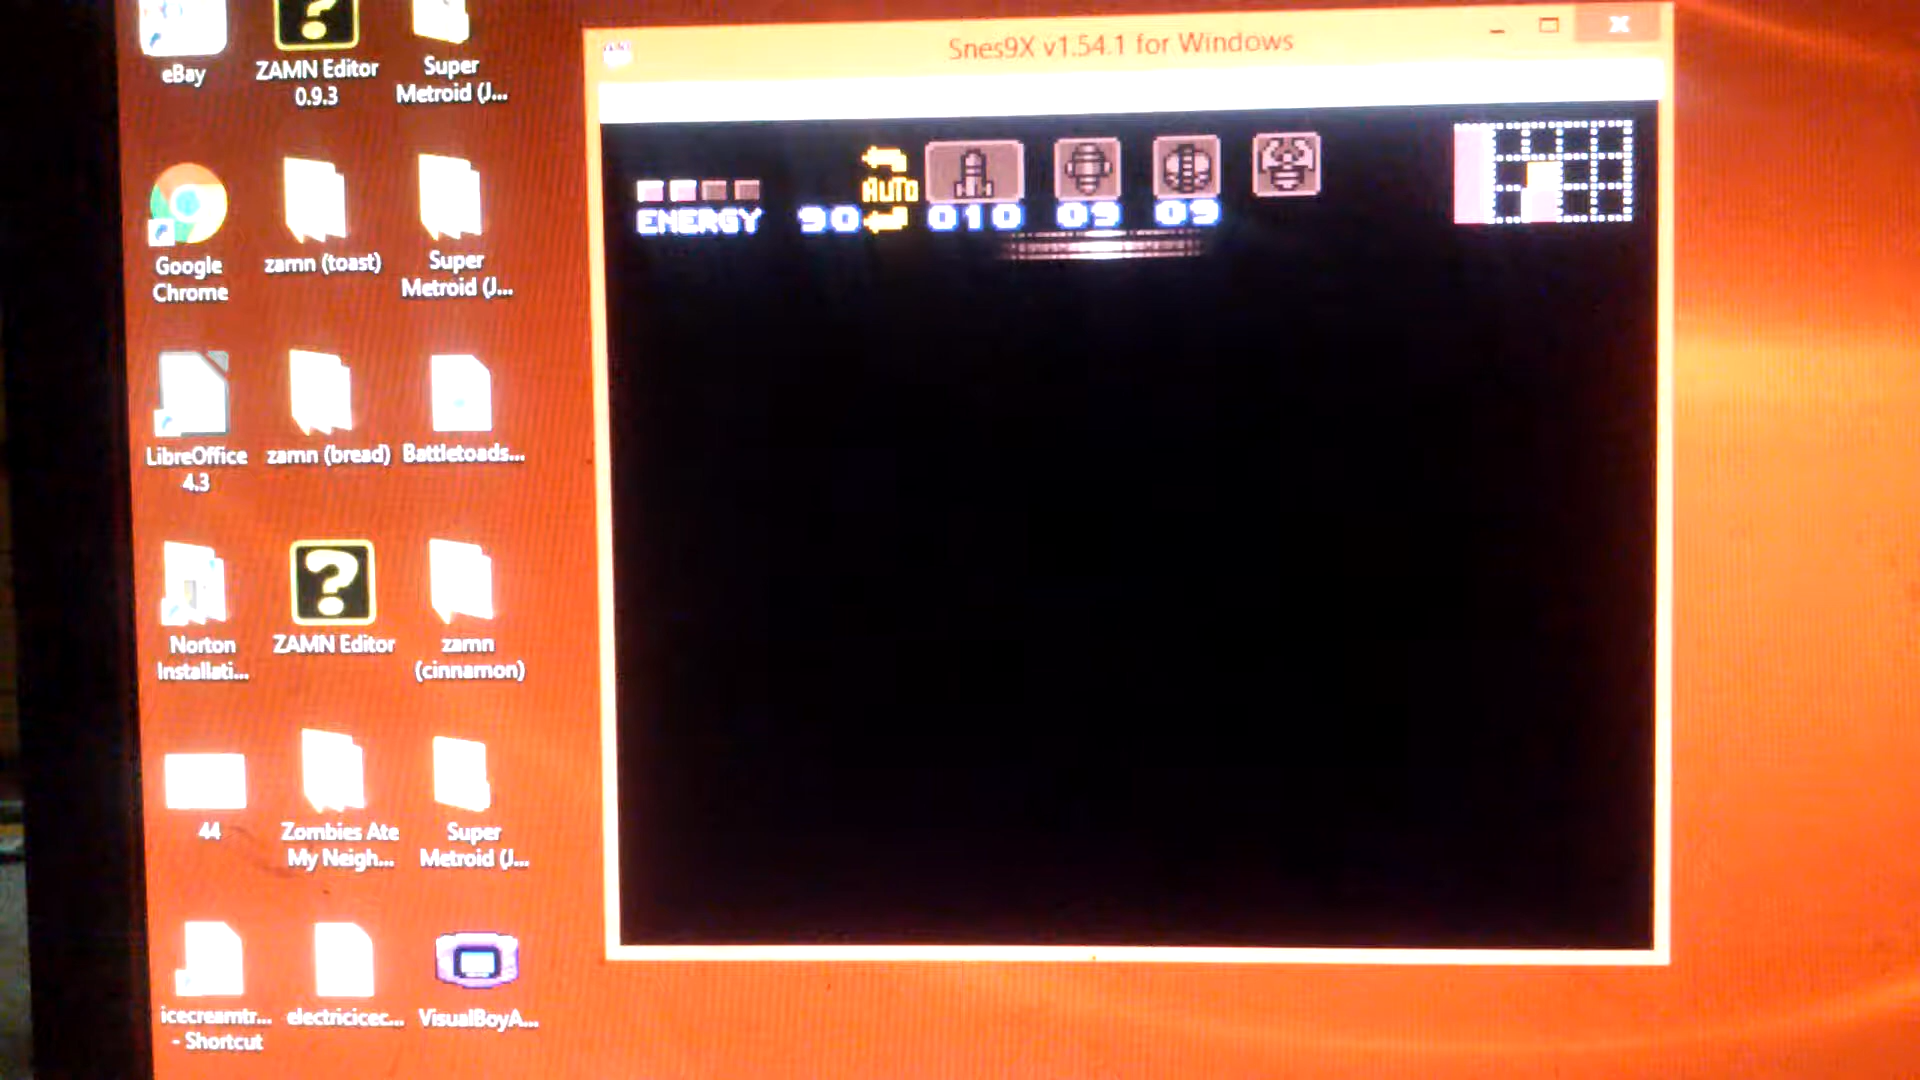 Snes9X v1.54.1 for Windows
eBay
ZAMN Editor
0.9.3
Super
Metroid (J...
Google
Chrome
zamn (toast)
Super
Metroid (J...
LibreOffice
4.3
zamn (bread)
Battletoads...
Norton
Installati...
ZAMN Editor
zamn
(cinnamon)
44
Zombies Ate
My Neigh...
Super
Metroid (J...
icecreamtr...
- Shortcut
electricicec...
VisualBoyA...
AUTO
ENERGY 90
010 09 09